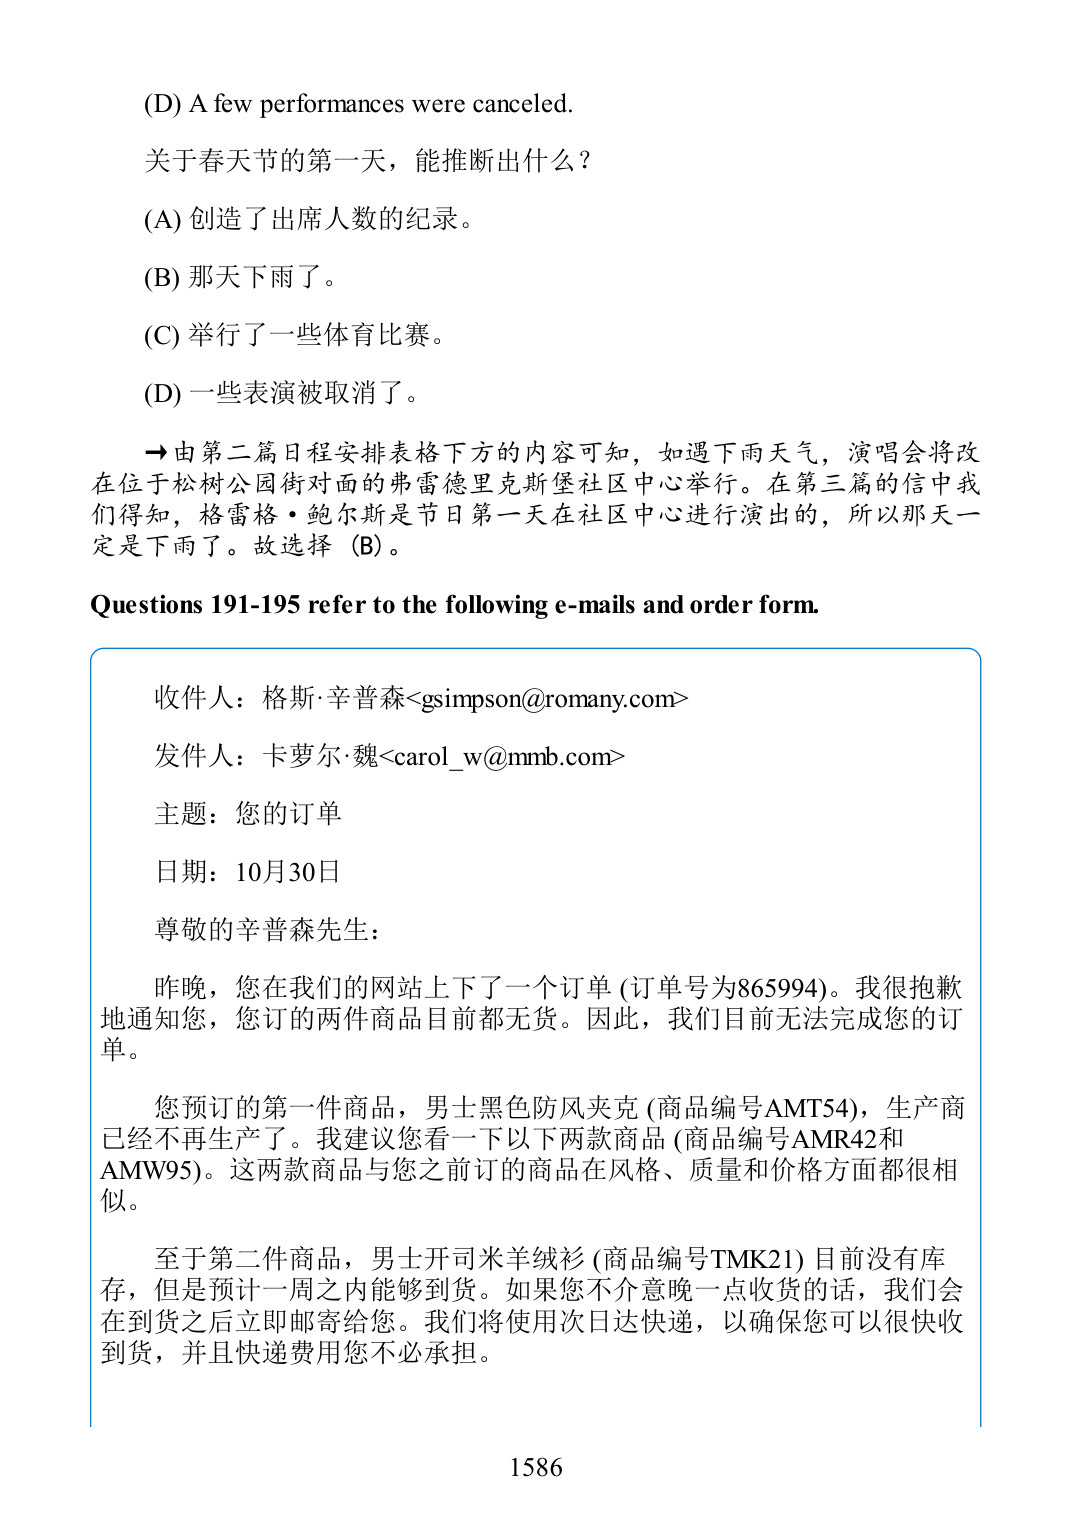 (D) A few performances were canceled.
关于春天节的第一天，能推断出什么？
(A) 创造了出席人数的纪录。
(B) 那天下雨了。
(C) 举行了一些体育比赛。
(D) 一些表演被取消了。
→由第二篇日程安排表格下方的内容可知，如遇下雨天气，演唱会将改
在位于松树公园街对面的弗雷德里克斯堡社区中心举行。在第三篇的信中我
们得知，格雷格·鲍尔斯是节日第一天在社区中心进行演出的，所以那天一
定是下雨了。故选择 (B)。
Questions 191-195 refer to the following e-mails and order form.
收件人：格斯·辛普森<gsimpson@romany.com>
发件人：卡萝尔·魏<carol_w@mmb.com>
主题：您的订单
日期：10月30日
尊敬的辛普森先生：
昨晚，您在我们的网站上下了一个订单 (订单号为865994)。我很抱歉
地通知您，您订的两件商品目前都无货。因此，我们目前无法完成您的订
单。
您预订的第一件商品，男士黑色防风夹克 (商品编号AMT54)，生产商
已经不再生产了。我建议您看一下以下两款商品 (商品编号AMR42和
AMW95)。这两款商品与您之前订的商品在风格、质量和价格方面都很相
似。
至于第二件商品，男士开司米羊绒衫 (商品编号TMK21) 目前没有库
存，但是预计一周之内能够到货。如果您不介意晚一点收货的话，我们会
在到货之后立即邮寄给您。我们将使用次日达快递，以确保您可以很快收
到货，并且快递费用您不必承担。
1586